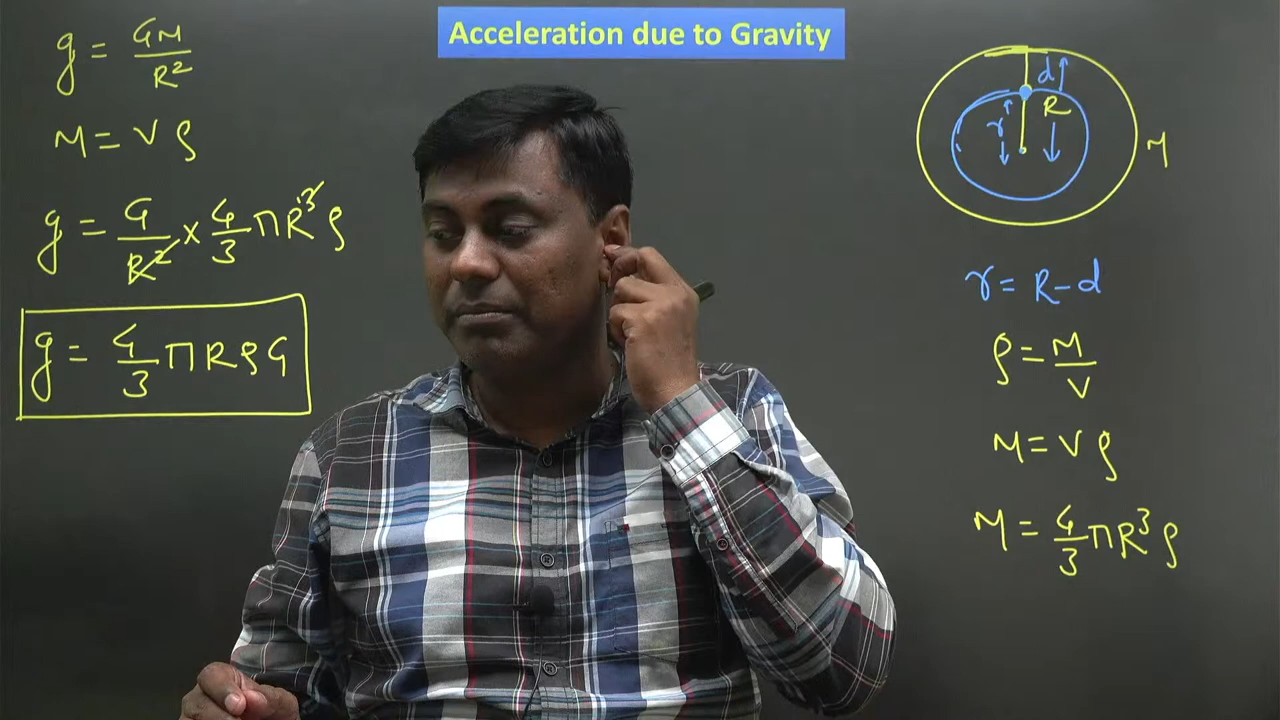 Acceleration due to Gravity
g = GM/R²
M = Vρ
g = G/R² × 4/3 πR³ρ
g = 4/3 πRρG
d
R
r
M
r = R-d
ρ = M/V
M = Vρ
M = 4/3 πR³ρ